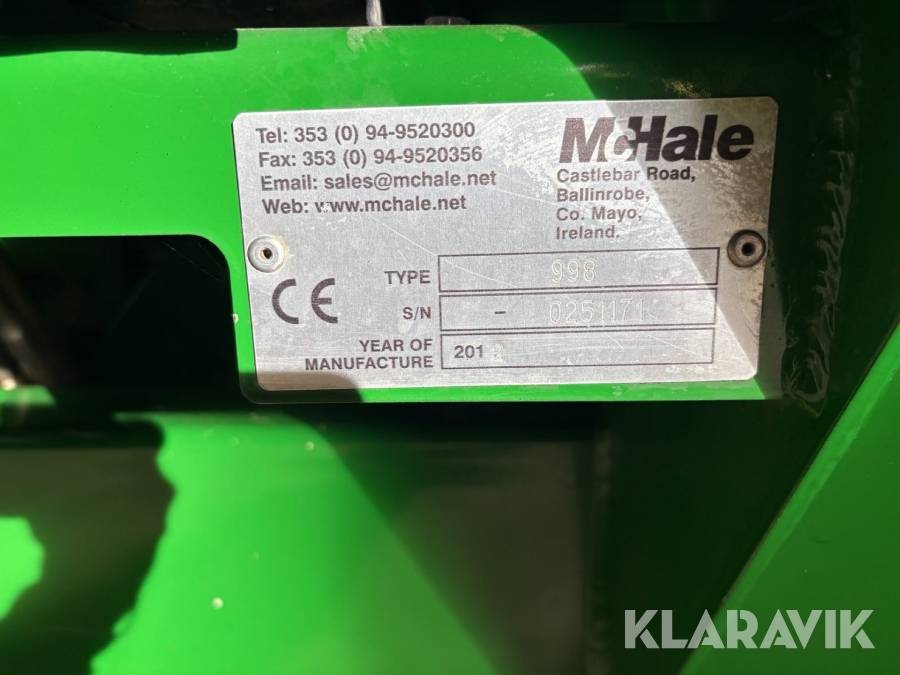 Tel: 353 (0) 94-9520300
Fax: 353 (0) 94-9520356
Email: sales@mchale.net
Web: www.mchale.net
McHale
Castlebar Road,
Ballinrobe,
Co. Mayo,
Ireland.
CE
TYPE 998
S/N - 0251171
YEAR OF
MANUFACTURE 2012
KLARAVIK